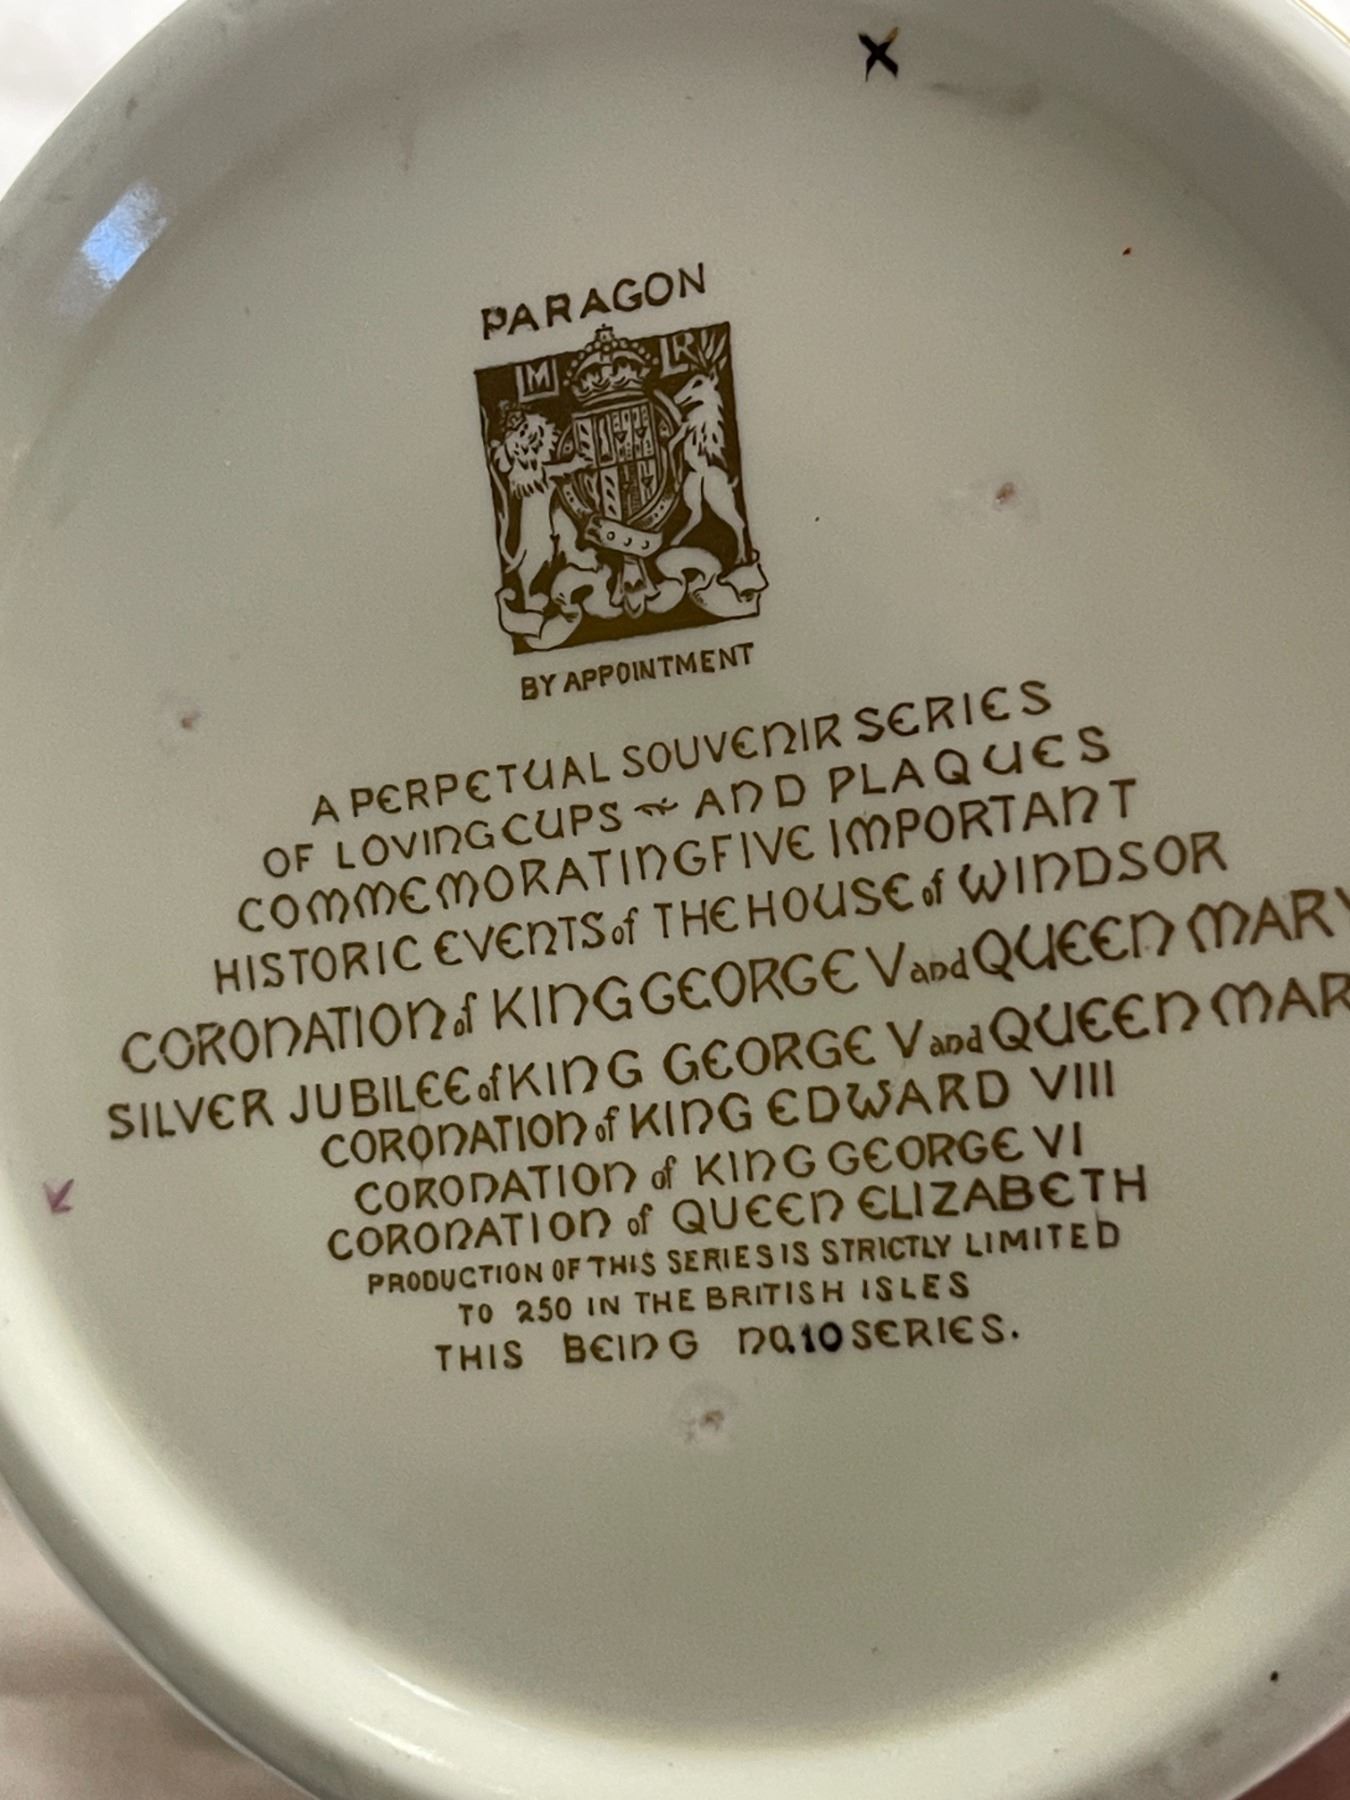 X
PARAGON
M R
BY APPOINTMENT
A PERPETUAL SOUVENIR SERIES
OF LOVING CUPS AND PLAQUES
COMMEMORATING FIVE IMPORTANT
HISTORIC EVENTS of THE HOUSE of WINDSOR
CORONATION of KING GEORGE V and QUEEN MARY
SILVER JUBILEE of KING GEORGE V and QUEEN MAR
CORONATION of KING EDWARD VIII
CORONATION of KING GEORGE VI
CORONATION of QUEEN ELIZABETH
PRODUCTION OF THIS SERIES IS STRICTLY LIMITED
TO 250 IN THE BRITISH ISLES
THIS BEING NO.10 SERIES.